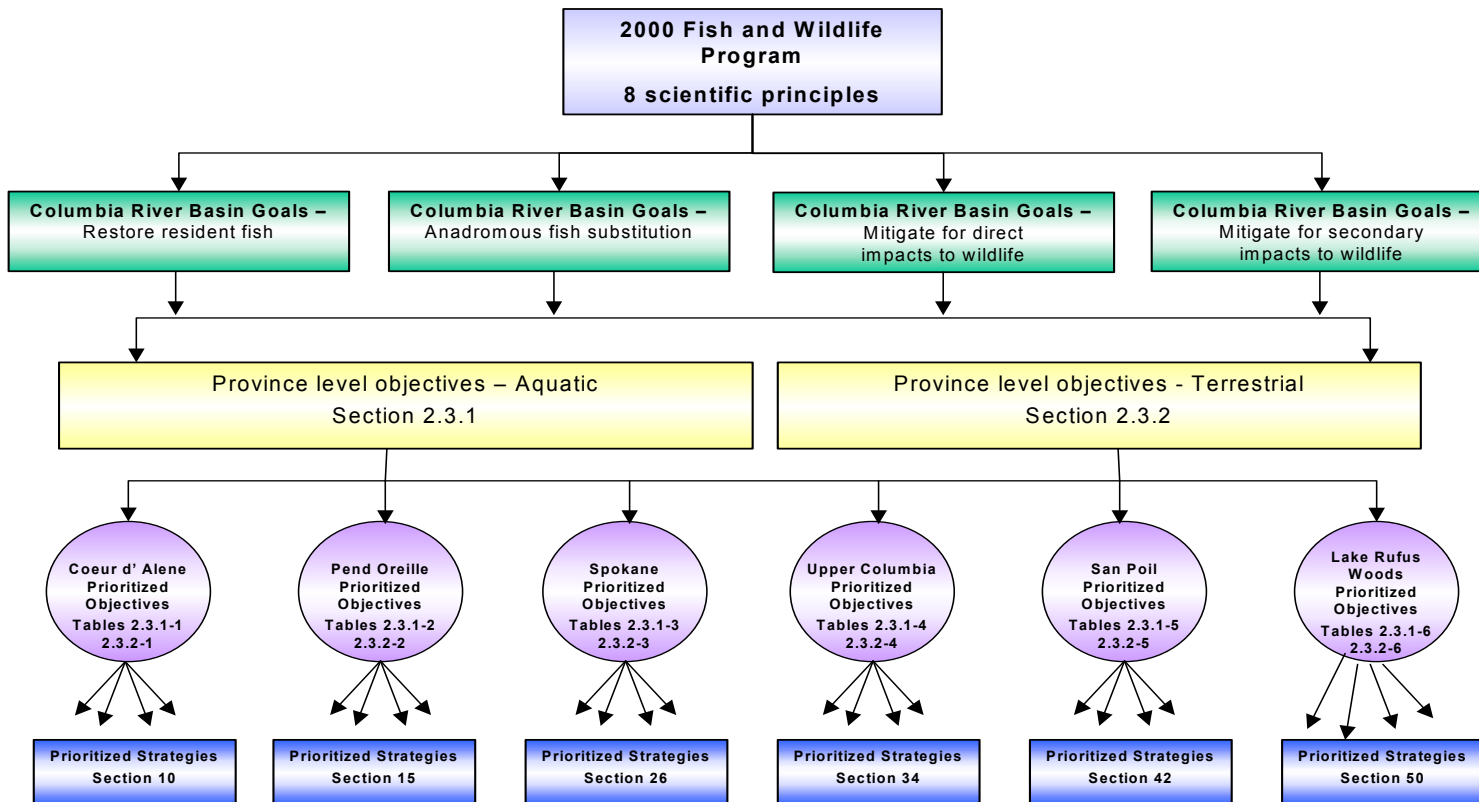 2000 Fish and Wildlife
Program
8 scientific principles
Columbia River Basin Goals –
Restore resident fish
Columbia River Basin Goals –
Anadromous fish substitution
Columbia River Basin Goals –
Mitigate for direct
impacts to wildlife
Columbia River Basin Goals –
Mitigate for secondary
impacts to wildlife
Province level objectives – Aquatic
Section 2.3.1
Province level objectives - Terrestrial
Section 2.3.2
Coeur d' Alene
Prioritized
Objectives
Tables 2.3.1-1
2.3.2-1
Pend Oreille
Prioritized
Objectives
Tables 2.3.1-2
2.3.2-2
Spokane
Prioritized
Objectives
Tables 2.3.1-3
2.3.2-3
Upper Columbia
Prioritized
Objectives
Tables 2.3.1-4
2.3.2-4
San Poil
Prioritized
Objectives
Tables 2.3.1-5
2.3.2-5
Lake Rufus
Woods
Prioritized
Objectives
Tables 2.3.1-6
2.3.2-6
Prioritized Strategies
Section 10
Prioritized Strategies
Section 15
Prioritized Strategies
Section 26
Prioritized Strategies
Section 34
Prioritized Strategies
Section 42
Prioritized Strategies
Section 50